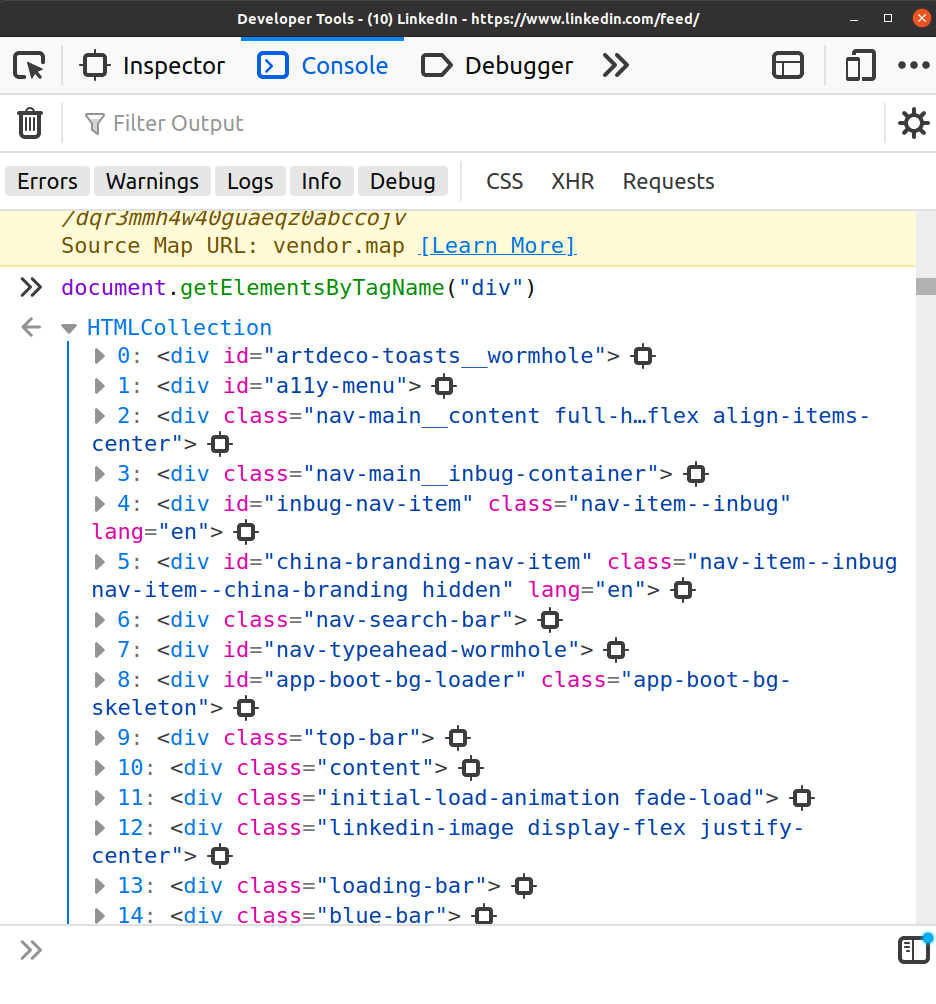 Developer Tools - (10) LinkedIn - https://www.linkedin.com/feed/
Inspector Console Debugger
Filter Output
Errors Warnings Logs Info Debug CSS XHR Requests
/dqr3mmh4w40guaeqz0abccojv
Source Map URL: vendor.map [Learn More]
document.getElementsByTagName("div")
HTMLCollection
0: <div id="artdeco-toasts__wormhole">
1: <div id="a11y-menu">
2: <div class="nav-main__content full-h…flex align-items-
center">
3: <div class="nav-main__inbug-container">
4: <div id="inbug-nav-item" class="nav-item--inbug"
lang="en">
5: <div id="china-branding-nav-item" class="nav-item--inbug
nav-item--china-branding hidden" lang="en">
6: <div class="nav-search-bar">
7: <div id="nav-typeahead-wormhole">
8: <div id="app-boot-bg-loader" class="app-boot-bg-
skeleton">
9: <div class="top-bar">
10: <div class="content">
11: <div class="initial-load-animation fade-load">
12: <div class="linkedin-image display-flex justify-
center">
13: <div class="loading-bar">
14: <div class="blue-bar">